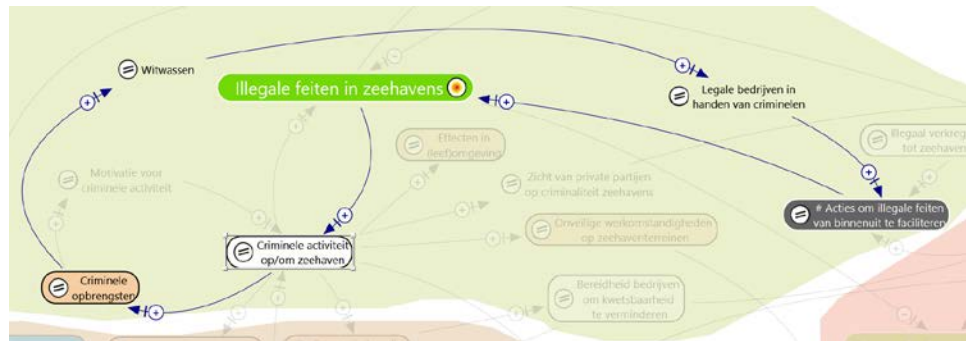 Witwassen
Illegale feiten in zeehavens
Legale bedrijven in
handen van criminelen
Effecten in
(leef)omgeving
Illegaal verkreg
tot zeehaven
Motivatie voor
criminele activiteit
Zicht van private partijen
op criminaliteit zeehavens
# Acties om illegale feiten
van binnenuit te faciliteren
Onveilige werkomstandigheden
op zeehaventerreinen
Criminele activiteit
op/om zeehaven
Criminele
opbrengsten
Bereidheid bedrijven
om kwetsbaarheid
te verminderen